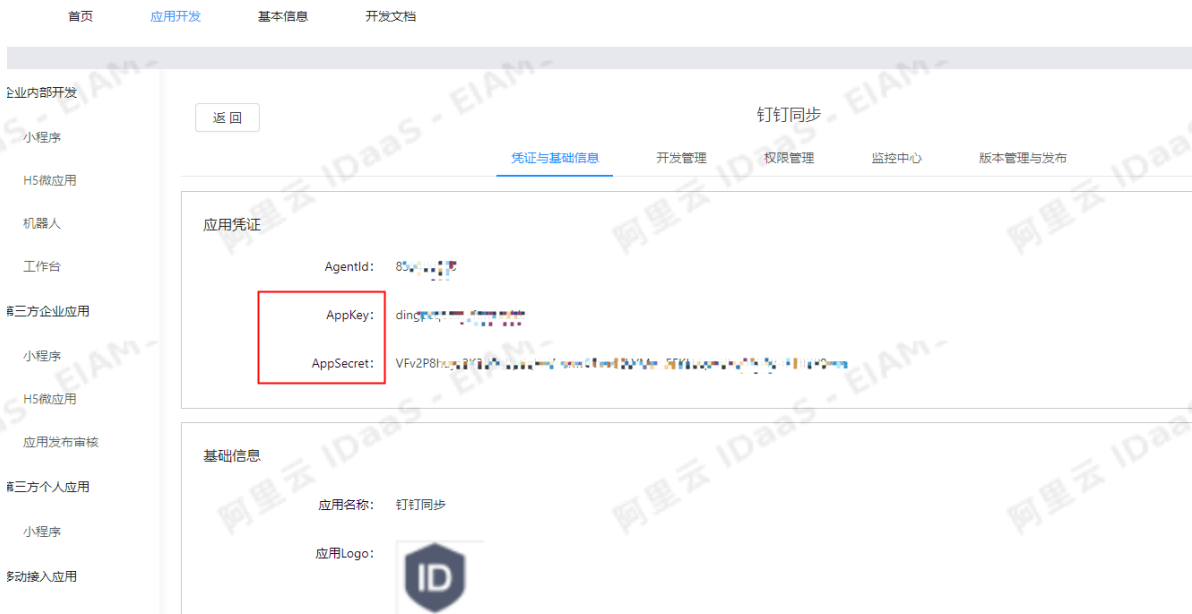 首页 应用开发 基本信息 开发文档
企业内部开发
小程序
H5微应用
机器人
工作台
第三方企业应用
小程序
H5微应用
应用发布审核
第三方个人应用
小程序
移动接入应用
返 回
钉钉同步
凭证与基础信息 开发管理 权限管理 监控中心 版本管理与发布
应用凭证
AgentId:
AppKey:
AppSecret:
基础信息
应用名称: 钉钉同步
应用Logo:
ID
阿里云 IDaaS - EIAM-